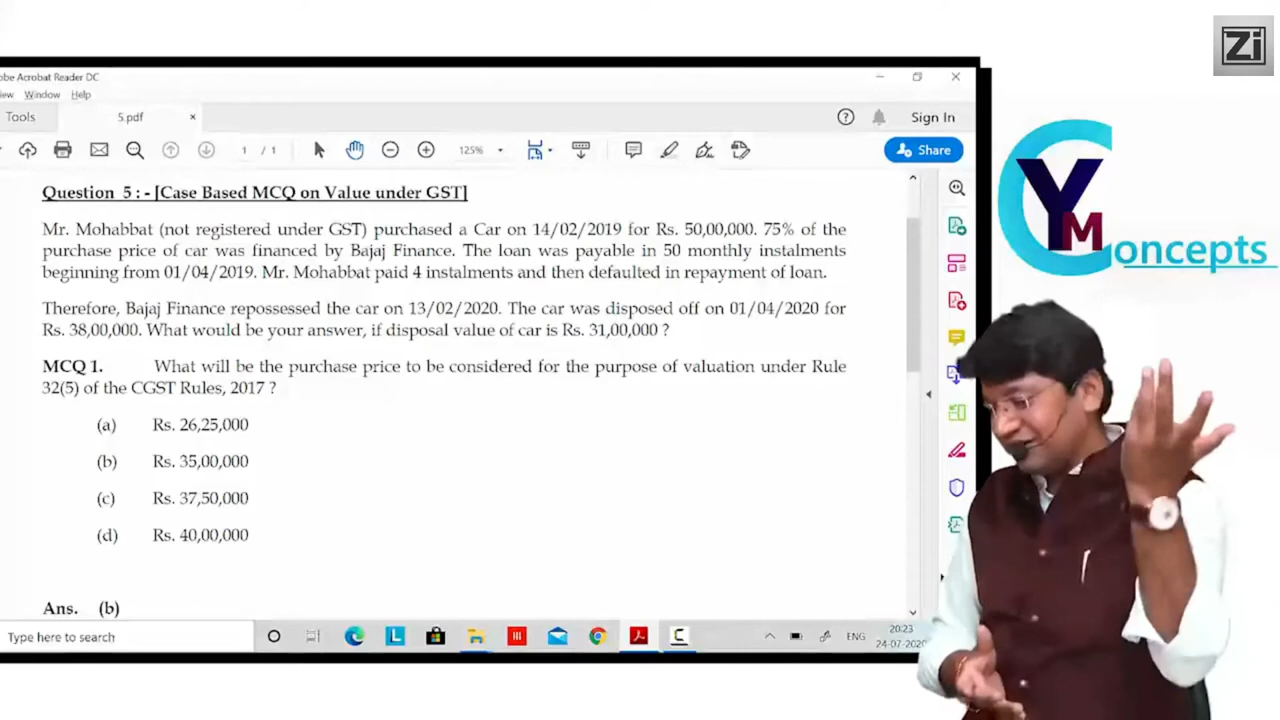 Zi
obe Acrobat Reader DC
iew Window Help
Tools 5.pdf × Sign In
1 / 1 125% Share
Question 5 : - [Case Based MCQ on Value under GST]
Mr. Mohabbat (not registered under GST) purchased a Car on 14/02/2019 for Rs. 50,00,000. 75% of the
purchase price of car was financed by Bajaj Finance. The loan was payable in 50 monthly instalments
beginning from 01/04/2019. Mr. Mohabbat paid 4 instalments and then defaulted in repayment of loan.
Therefore, Bajaj Finance repossessed the car on 13/02/2020. The car was disposed off on 01/04/2020 for
Rs. 38,00,000. What would be your answer, if disposal value of car is Rs. 31,00,000 ?
MCQ 1. What will be the purchase price to be considered for the purpose of valuation under Rule
32(5) of the CGST Rules, 2017 ?
(a) Rs. 26,25,000
(b) Rs. 35,00,000
(c) Rs. 37,50,000
(d) Rs. 40,00,000
Ans. (b)
Type here to search
ENG
20:23
24-07-2020
YM Concepts